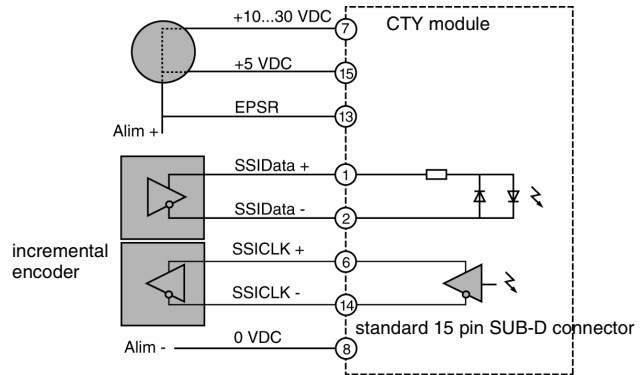 +10...30 VDC
7
CTY module
+5 VDC
15
EPSR
13
Alim +
SSIData +
1
SSIData -
2
incremental
encoder
SSICLK +
6
SSICLK -
14
standard 15 pin SUB-D connector
Alim -
0 VDC
8